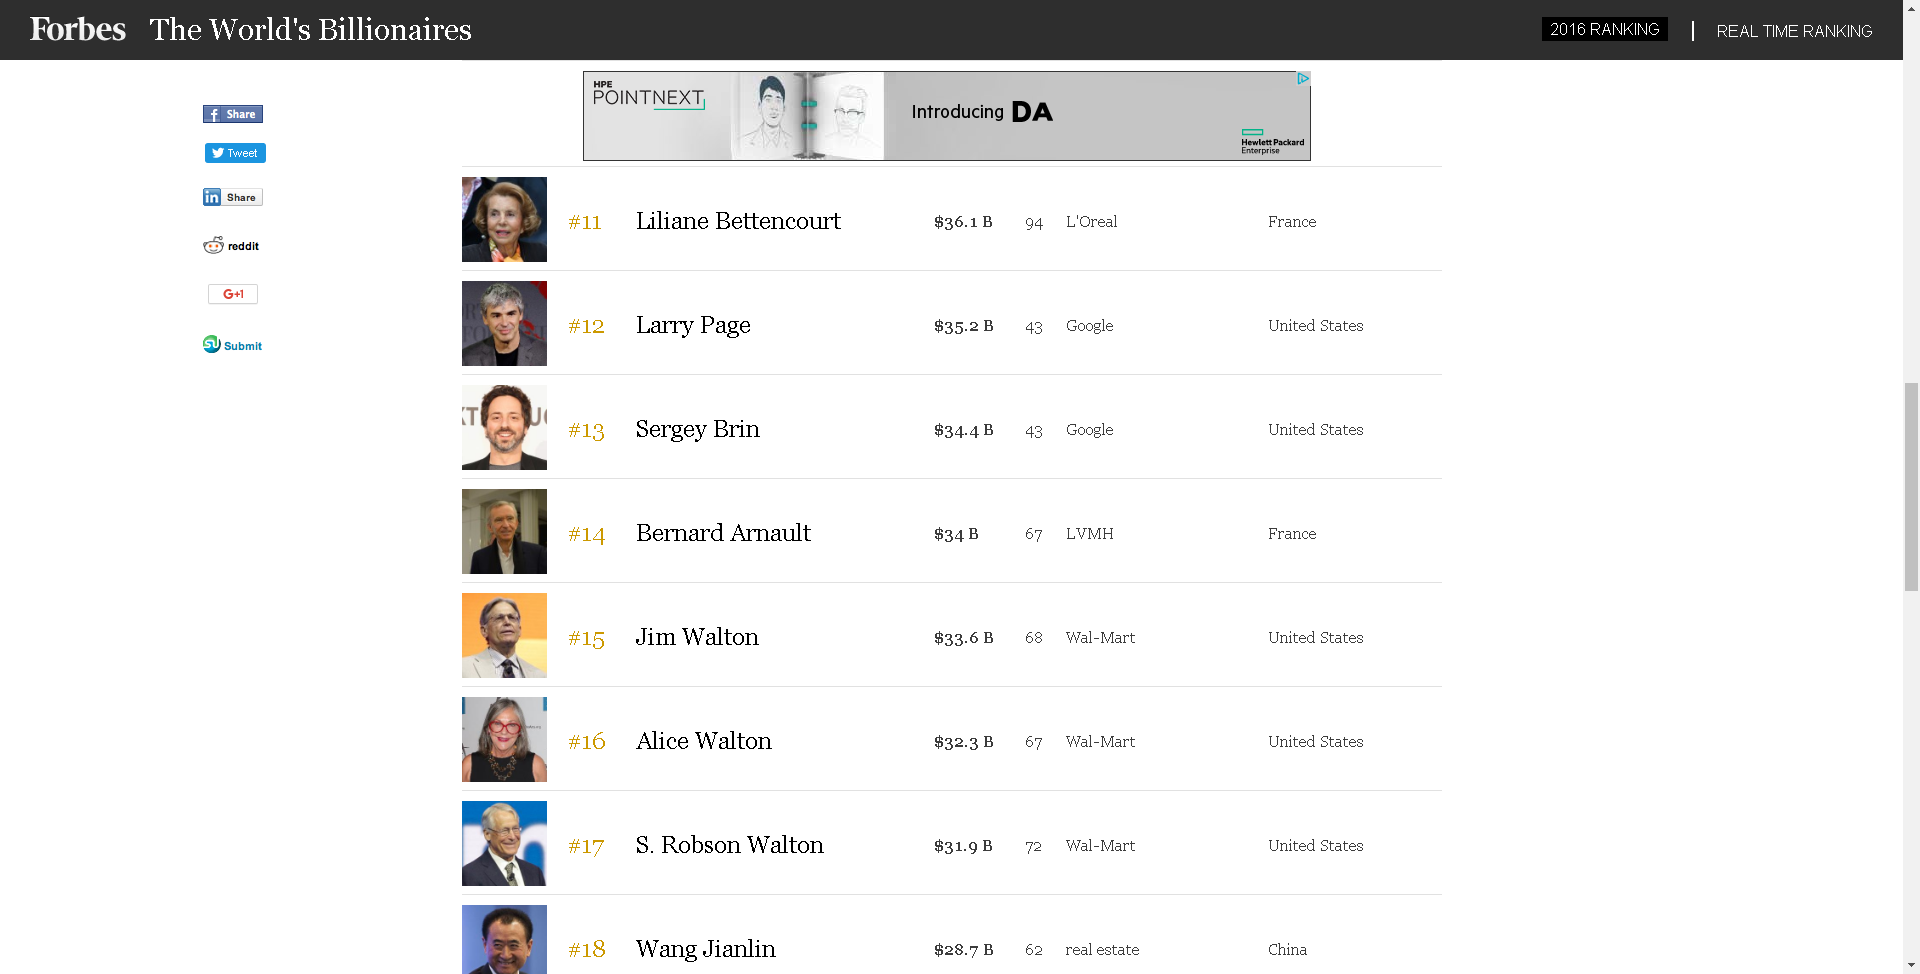 Forbes The World's Billionaires 2016 RANKING | REAL TIME RANKING
HPE
POINTNEXT
Introducing DA
Hewlett Packard
Enterprise
Share
Tweet
in Share
reddit
G+1
Submit
#11 Liliane Bettencourt $36.1 B 94 L'Oreal France
#12 Larry Page $35.2 B 43 Google United States
#13 Sergey Brin $34.4 B 43 Google United States
#14 Bernard Arnault $34 B 67 LVMH France
#15 Jim Walton $33.6 B 68 Wal-Mart United States
#16 Alice Walton $32.3 B 67 Wal-Mart United States
#17 S. Robson Walton $31.9 B 72 Wal-Mart United States
#18 Wang Jianlin $28.7 B 62 real estate China